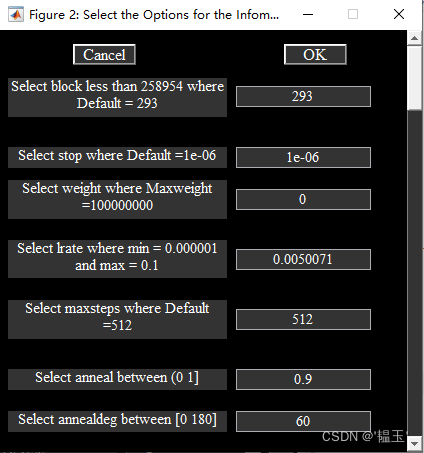 Figure 2: Select the Options for the Infom...
Cancel
OK
Select block less than 258954 where
Default = 293
293
Select stop where Default =1e-06
1e-06
Select weight where Maxweight
=100000000
0
Select lrate where min = 0.000001
and max = 0.1
0.0050071
Select maxsteps where Default
=512
512
Select anneal between (0 1]
0.9
Select annealdeg between [0 180]
60
CSDN @'韫玉'